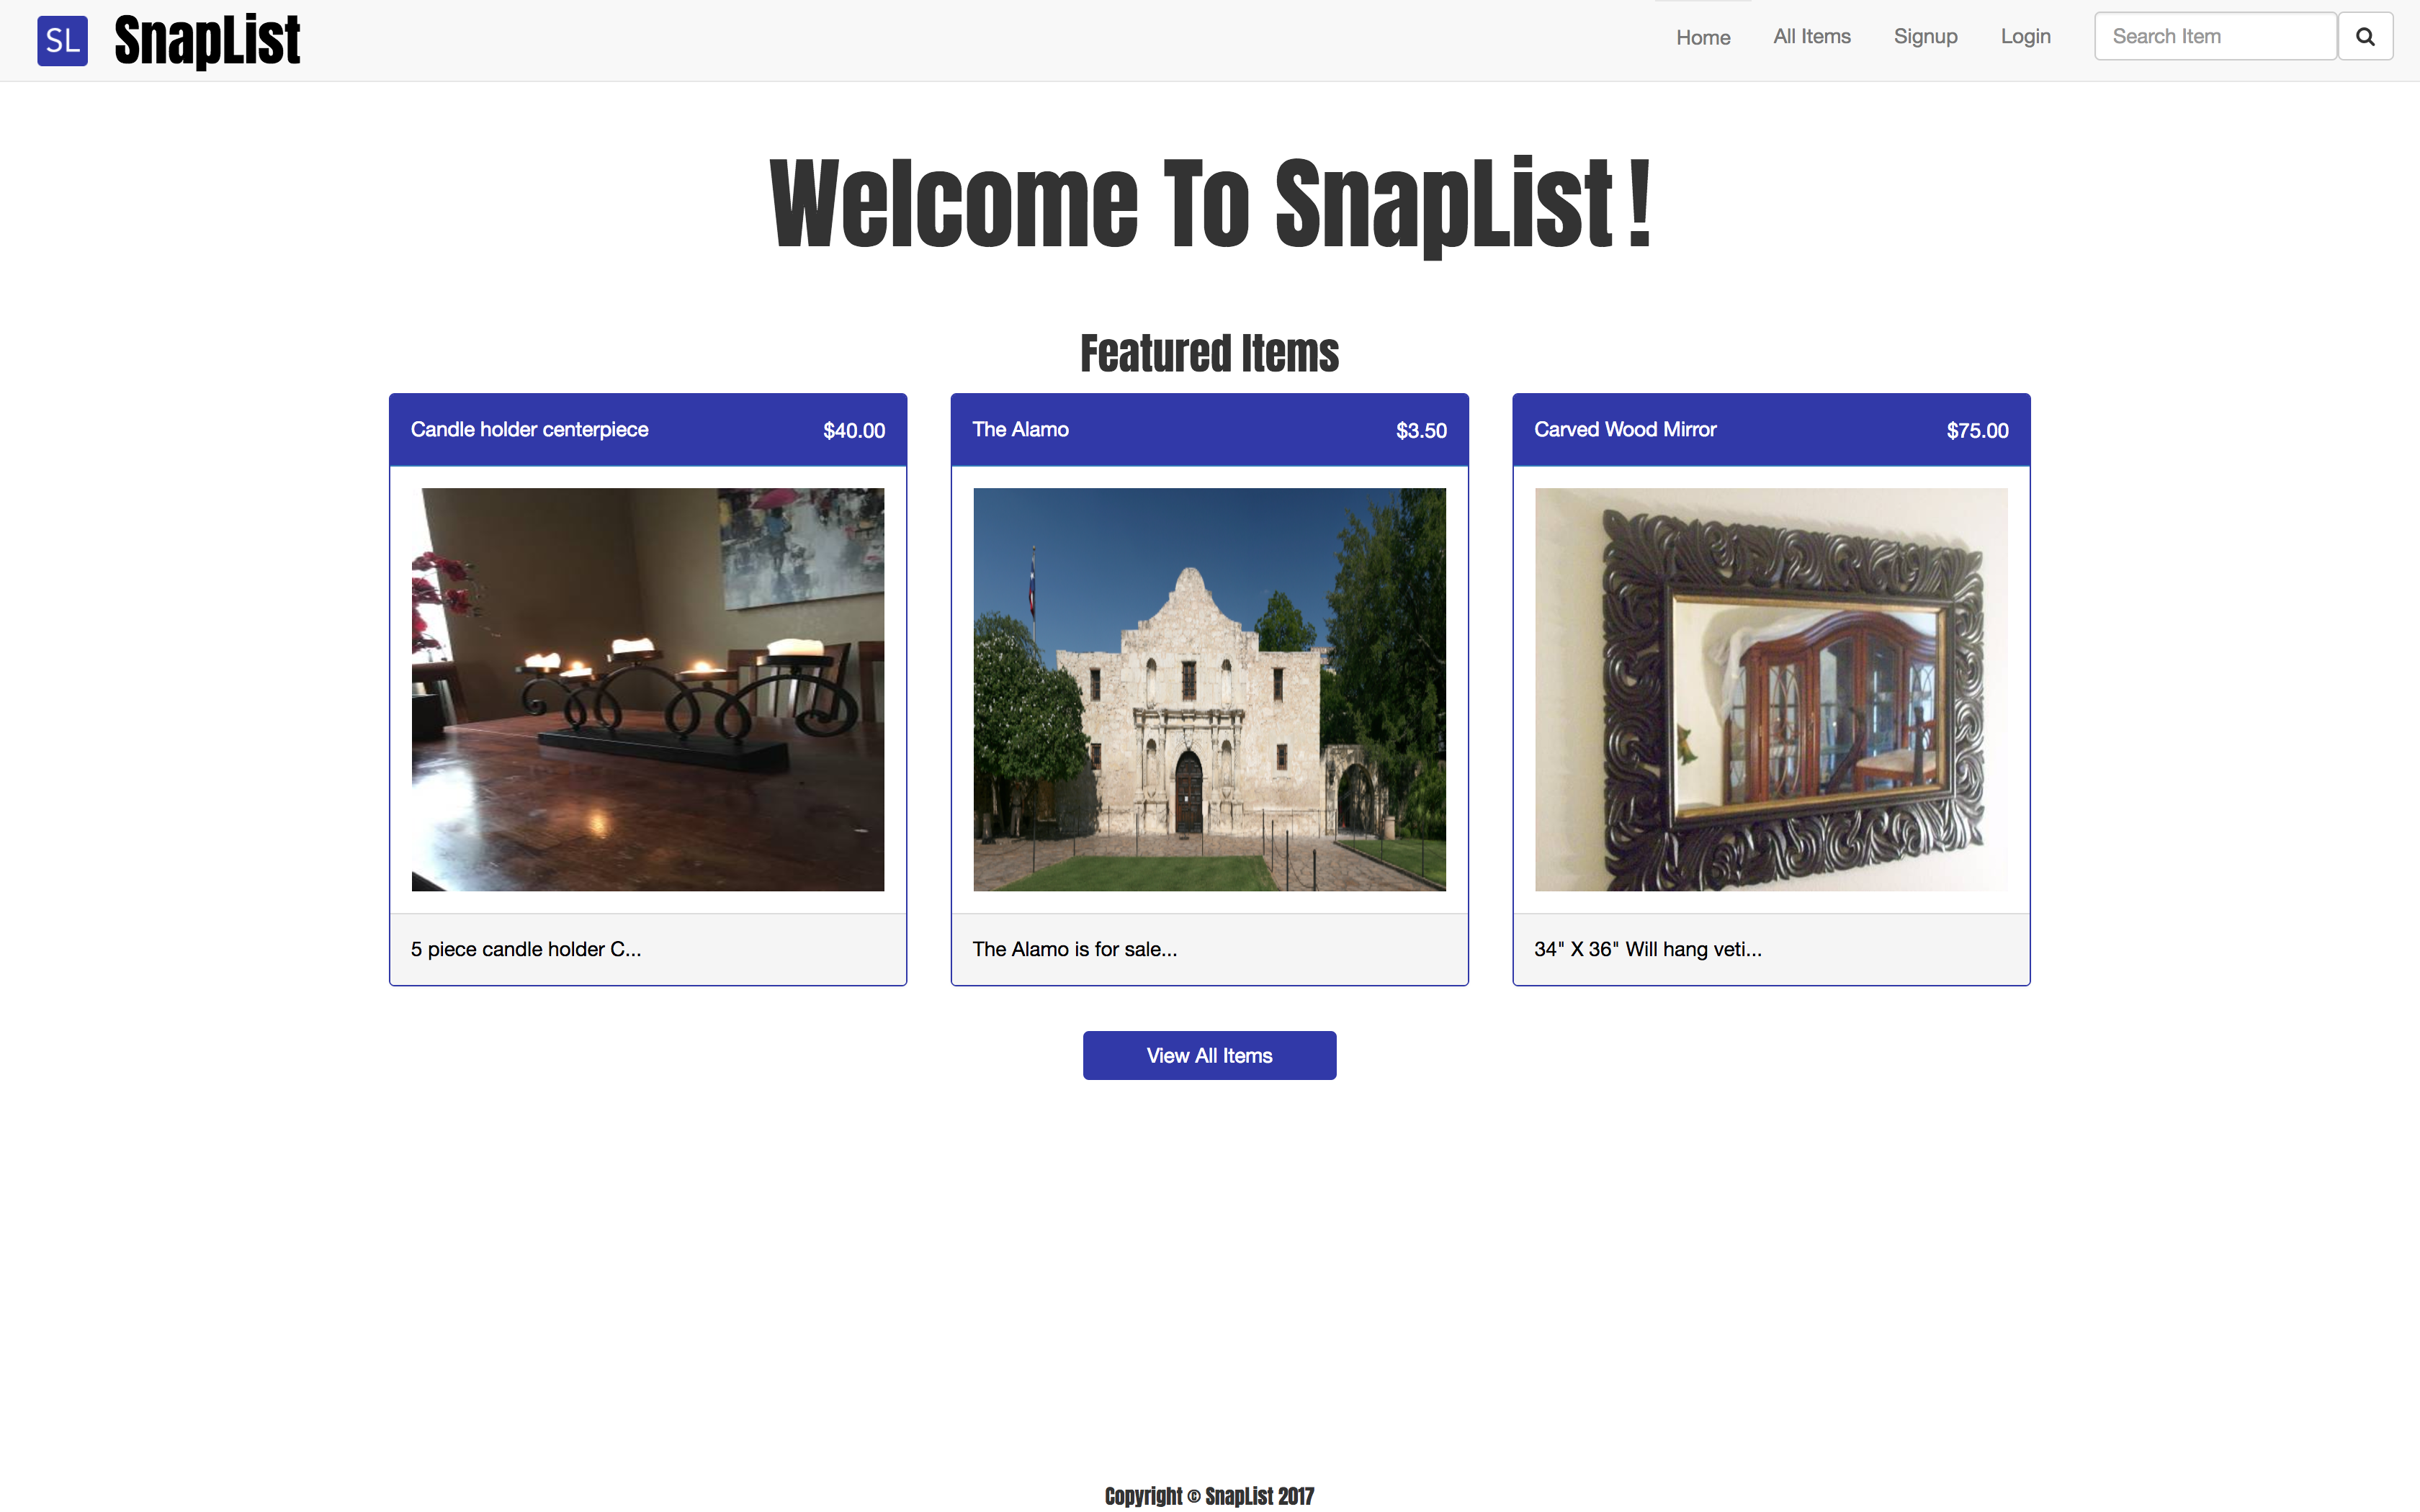 SL SnapList Home All Items Signup Login Search Item
Welcome To SnapList!
Featured Items
Candle holder centerpiece $40.00
The Alamo $3.50
Carved Wood Mirror $75.00
5 piece candle holder C...
The Alamo is for sale...
34" X 36" Will hang veti...
View All Items
Copyright © SnapList 2017